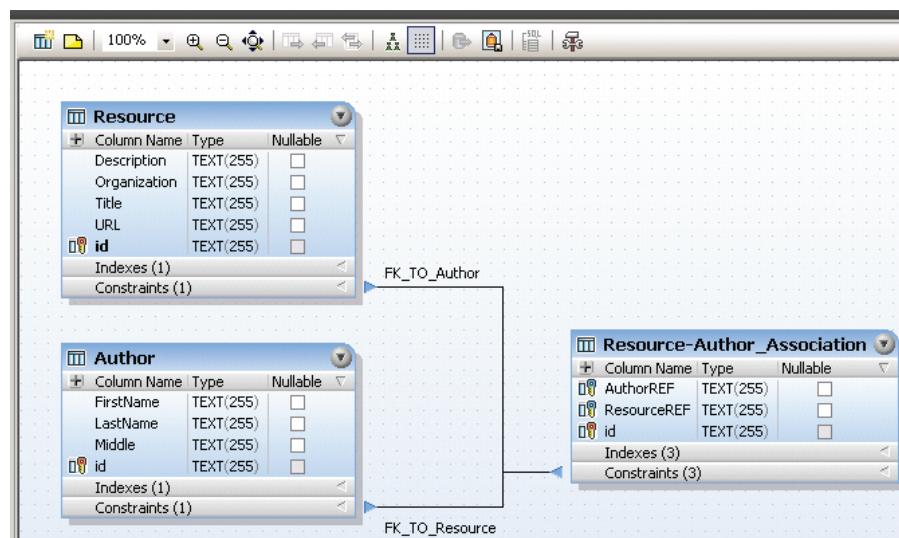 100%
SQL
Resource
Column Name Type Nullable
Description TEXT(255)
Organization TEXT(255)
Title TEXT(255)
URL TEXT(255)
id TEXT(255)
Indexes (1)
Constraints (1)
FK_TO_Author
Author
Column Name Type Nullable
FirstName TEXT(255)
LastName TEXT(255)
Middle TEXT(255)
id TEXT(255)
Indexes (1)
Constraints (1)
FK_TO_Resource
Resource-Author_Association
Column Name Type Nullable
AuthorREF TEXT(255)
ResourceREF TEXT(255)
id TEXT(255)
Indexes (3)
Constraints (3)